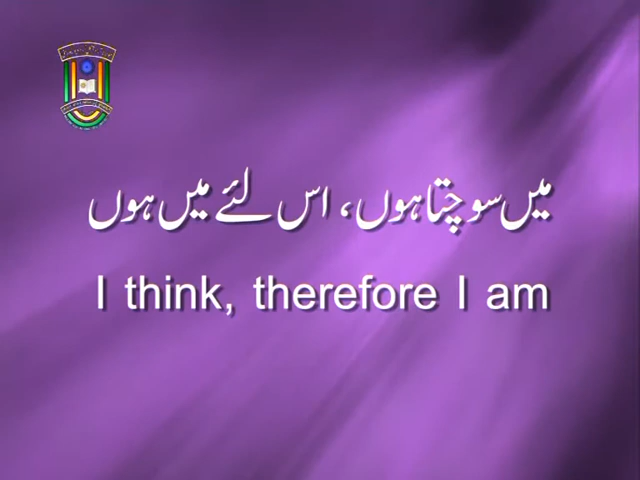 میں سوچتا ہوں، اس لئے میں ہوں
I think, therefore I am